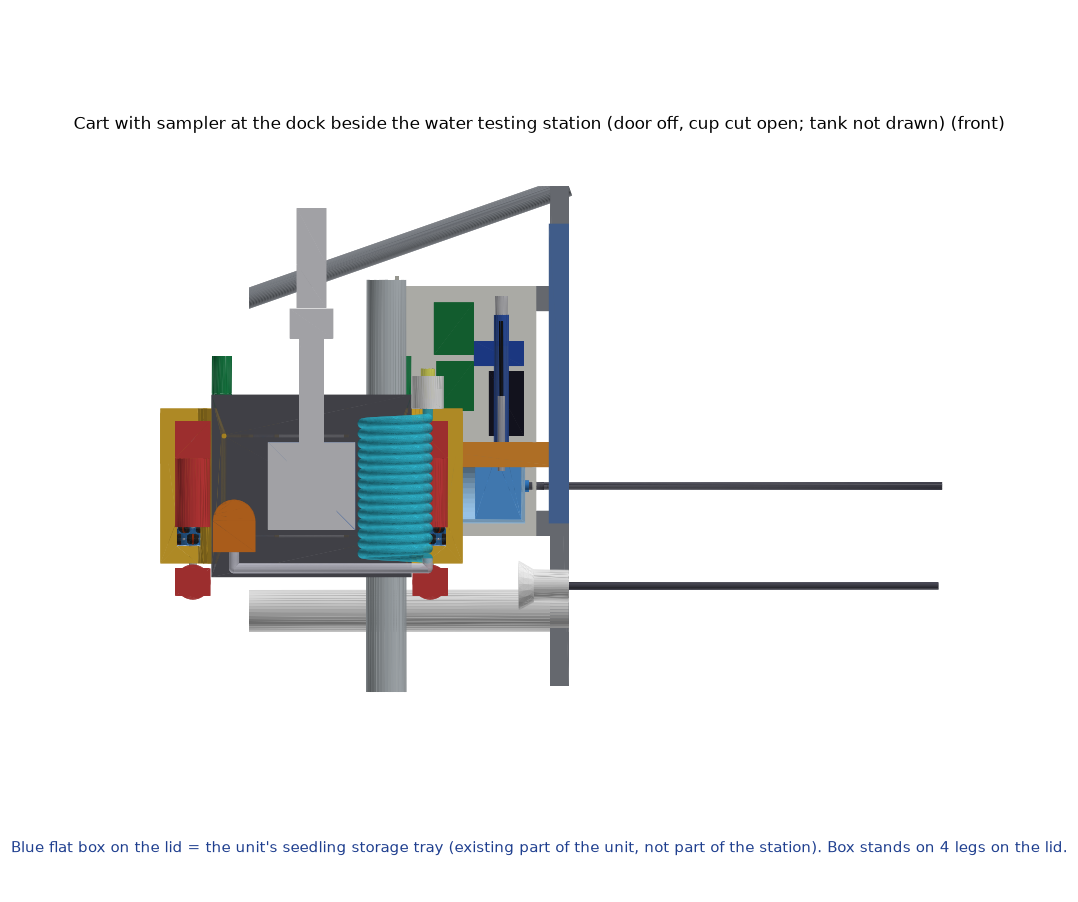 Cart with sampler at the dock beside the water testing station (door off, cup cut open; tank not drawn) (front)
Blue flat box on the lid = the unit's seedling storage tray (existing part of the unit, not part of the station). Box stands on 4 legs on the lid.